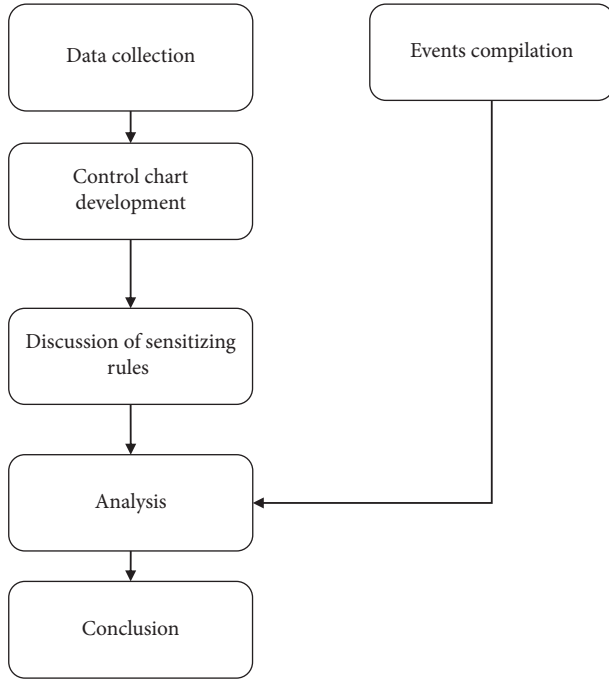 Data collection
Events compilation
Control chart
development
Discussion of sensitizing
rules
Analysis
Conclusion